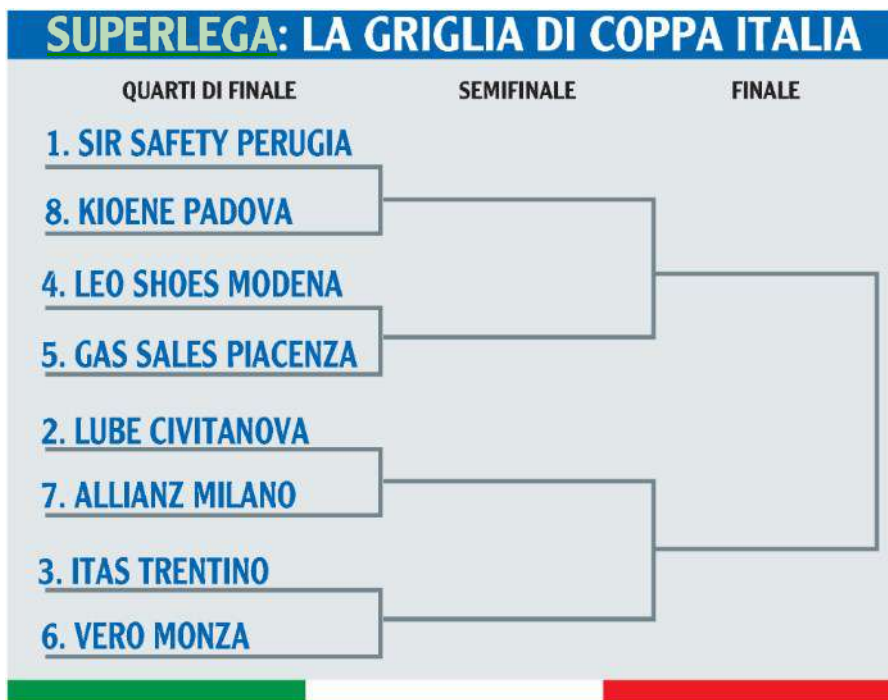 SUPERLEGA: LA GRIGLIA DI COPPA ITALIA
QUARTI DI FINALE SEMIFINALE FINALE
1. SIR SAFETY PERUGIA
8. KIOENE PADOVA
4. LEO SHOES MODENA
5. GAS SALES PIACENZA
2. LUBE CIVITANOVA
7. ALLIANZ MILANO
3. ITAS TRENTINO
6. VERO MONZA